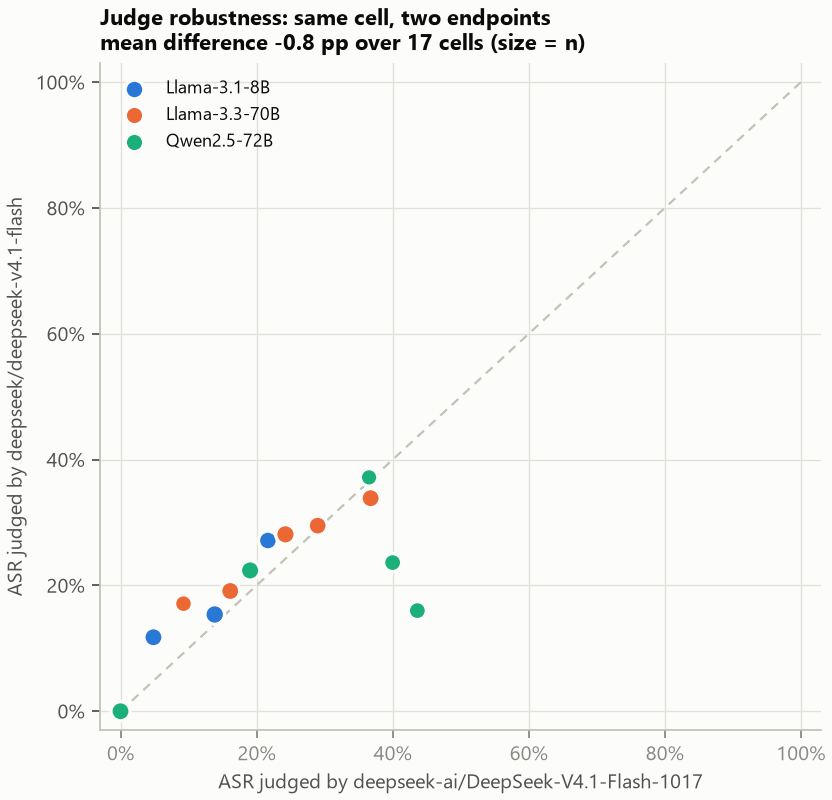 Judge robustness: same cell, two endpoints
mean difference -0.8 pp over 17 cells (size = n)
Llama-3.1-8B
Llama-3.3-70B
Qwen2.5-72B
ASR judged by deepseek/deepseek-v4.1-flash
100%
80%
60%
40%
20%
0%
0%
20%
40%
60%
80%
100%
ASR judged by deepseek-ai/DeepSeek-V4.1-Flash-1017